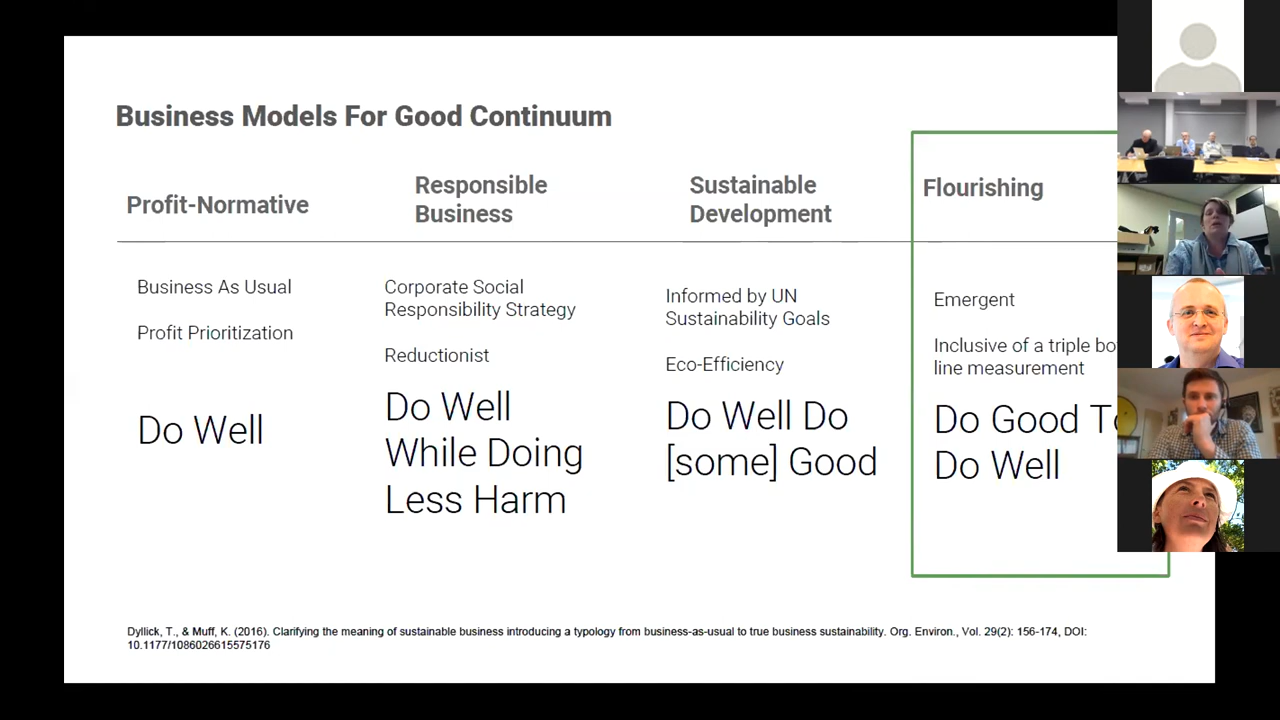 Business Models For Good Continuum
Profit-Normative
Business As Usual
Profit Prioritization
Do Well
Responsible
Business
Corporate Social
Responsibility Strategy
Reductionist
Do Well
While Doing
Less Harm
Sustainable
Development
Informed by UN
Sustainability Goals
Eco-Efficiency
Do Well Do
[some] Good
Flourishing
Emergent
Inclusive of a triple
line measurement
Do Good
Do Well
Dyllick, T., & Muff, K. (2016). Clarifying the meaning of sustainable business introducing a typology from business-as-usual to true business sustainability. Org. Environ., Vol. 29(2): 156-174, DOI:
10.1177/1086026615575176